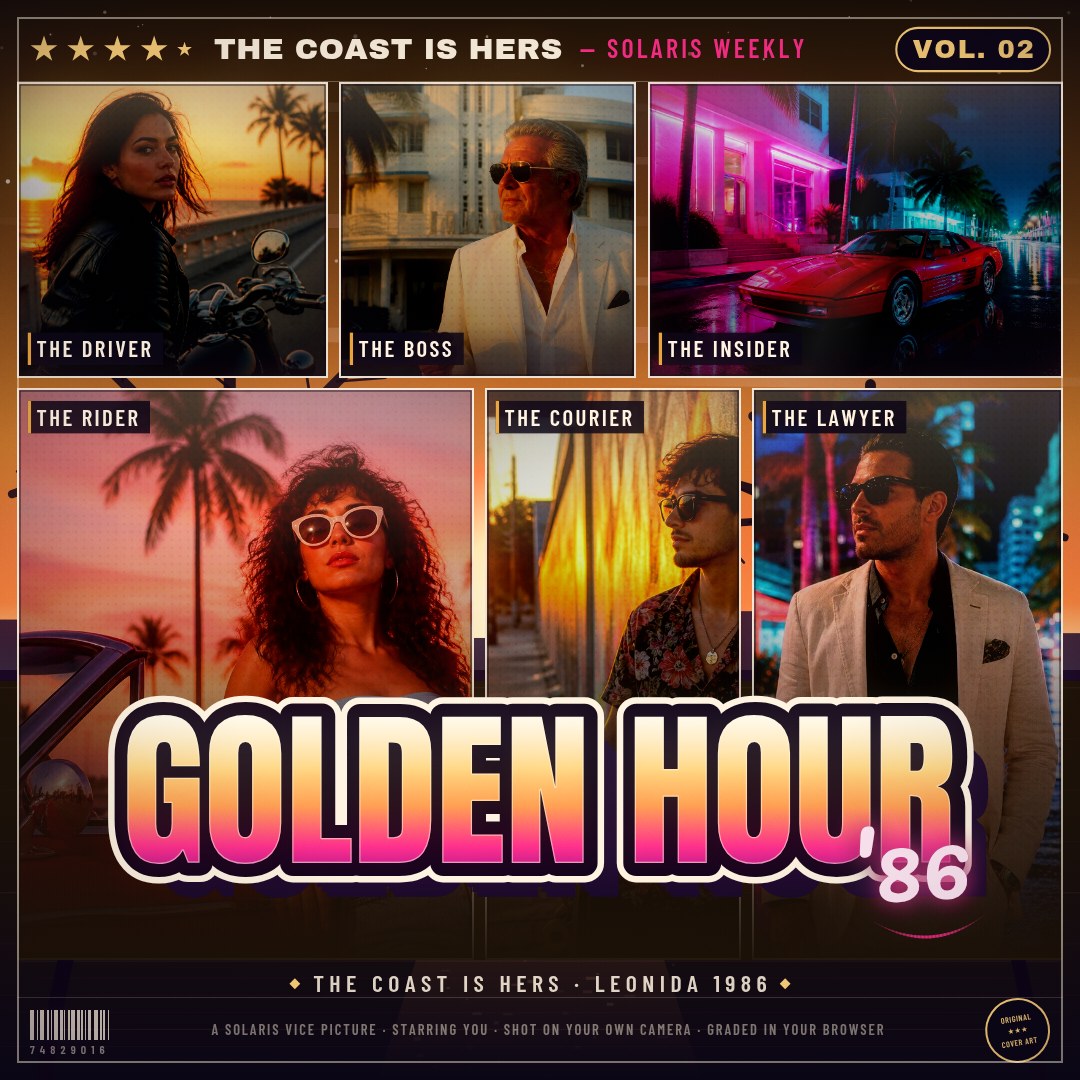 THE COAST IS HERS – SOLARIS WEEKLY
VOL. 02
THE DRIVER
THE BOSS
THE INSIDER
THE RIDER
THE COURIER
THE LAWYER
GOLDEN HOUR
'86
THE COAST IS HERS · LEONIDA 1986
74829016
A SOLARIS VICE PICTURE · STARRING YOU · SHOT ON YOUR OWN CAMERA · GRADED IN YOUR BROWSER
ORIGINAL
COVER ART